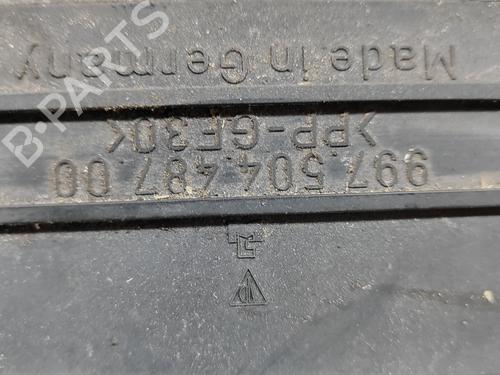 Made in Germany
>PP-GF30<
997.504.487.00
B-PARTS